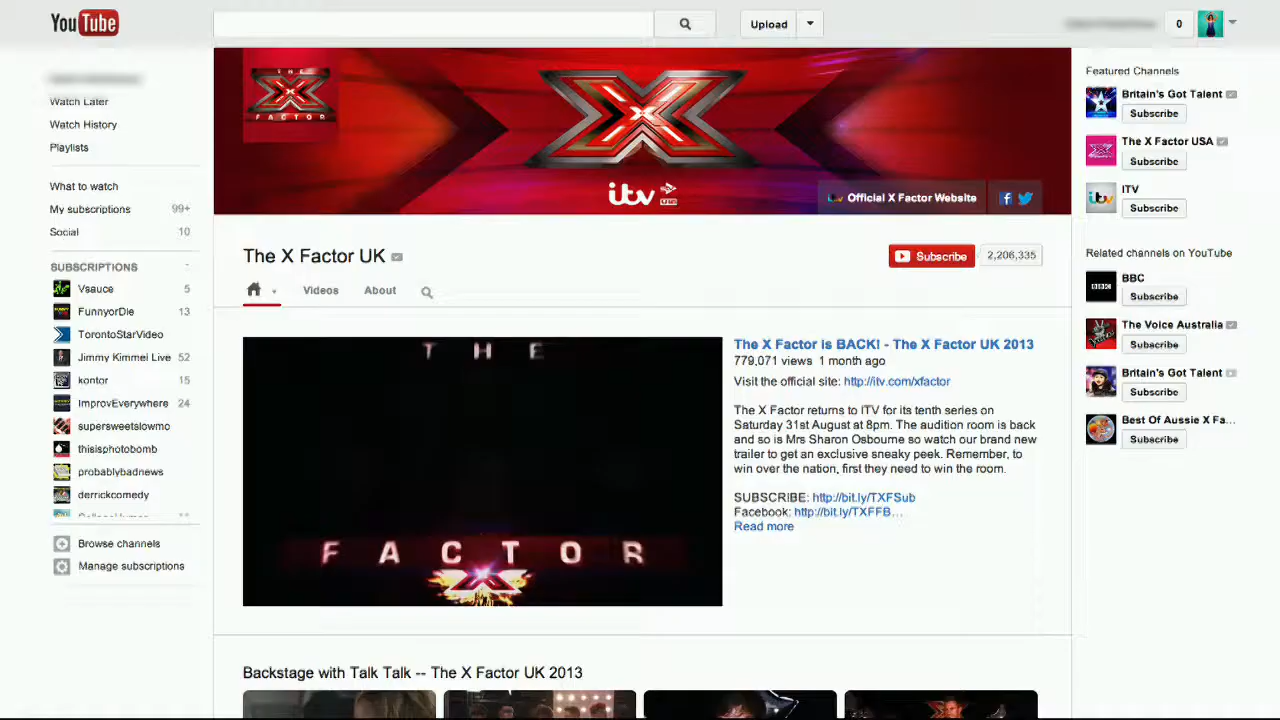 YouTube
Upload
0
Watch Later
Watch History
Playlists
What to watch
My subscriptions 99+
Social 10
SUBSCRIPTIONS
Vsauce 5
FunnyorDie 13
TorontoStarVideo
Jimmy Kimmel Live 52
kontor 15
ImprovEverywhere 24
supersweetslowmo
thisisphotobomb
probablybadnews
derrickcomedy
Browse channels
Manage subscriptions
THE
X
FACTOR
X
itv
itv Official X Factor Website
The X Factor UK
Subscribe 2,206,335
Videos About
THE
FACTOR
X
The X Factor is BACK! - The X Factor UK 2013
779,071 views 1 month ago
Visit the official site: http://itv.com/xfactor
The X Factor returns to ITV for its tenth series on
Saturday 31st August at 8pm. The audition room is back
and so is Mrs Sharon Osbourne so watch our brand new
trailer to get an exclusive sneaky peek. Remember, to
win over the nation, first they need to win the room.
SUBSCRIBE: http://bit.ly/TXFSub
Facebook: http://bit.ly/TXFFB...
Read more
Backstage with Talk Talk -- The X Factor UK 2013
Featured Channels
Britain's Got Talent
Subscribe
The X Factor USA
Subscribe
itv
ITV
Subscribe
Related channels on YouTube
BBC
BBC
Subscribe
The Voice Australia
Subscribe
Britain's Got Talent
Subscribe
Best Of Aussie X Fa...
Subscribe